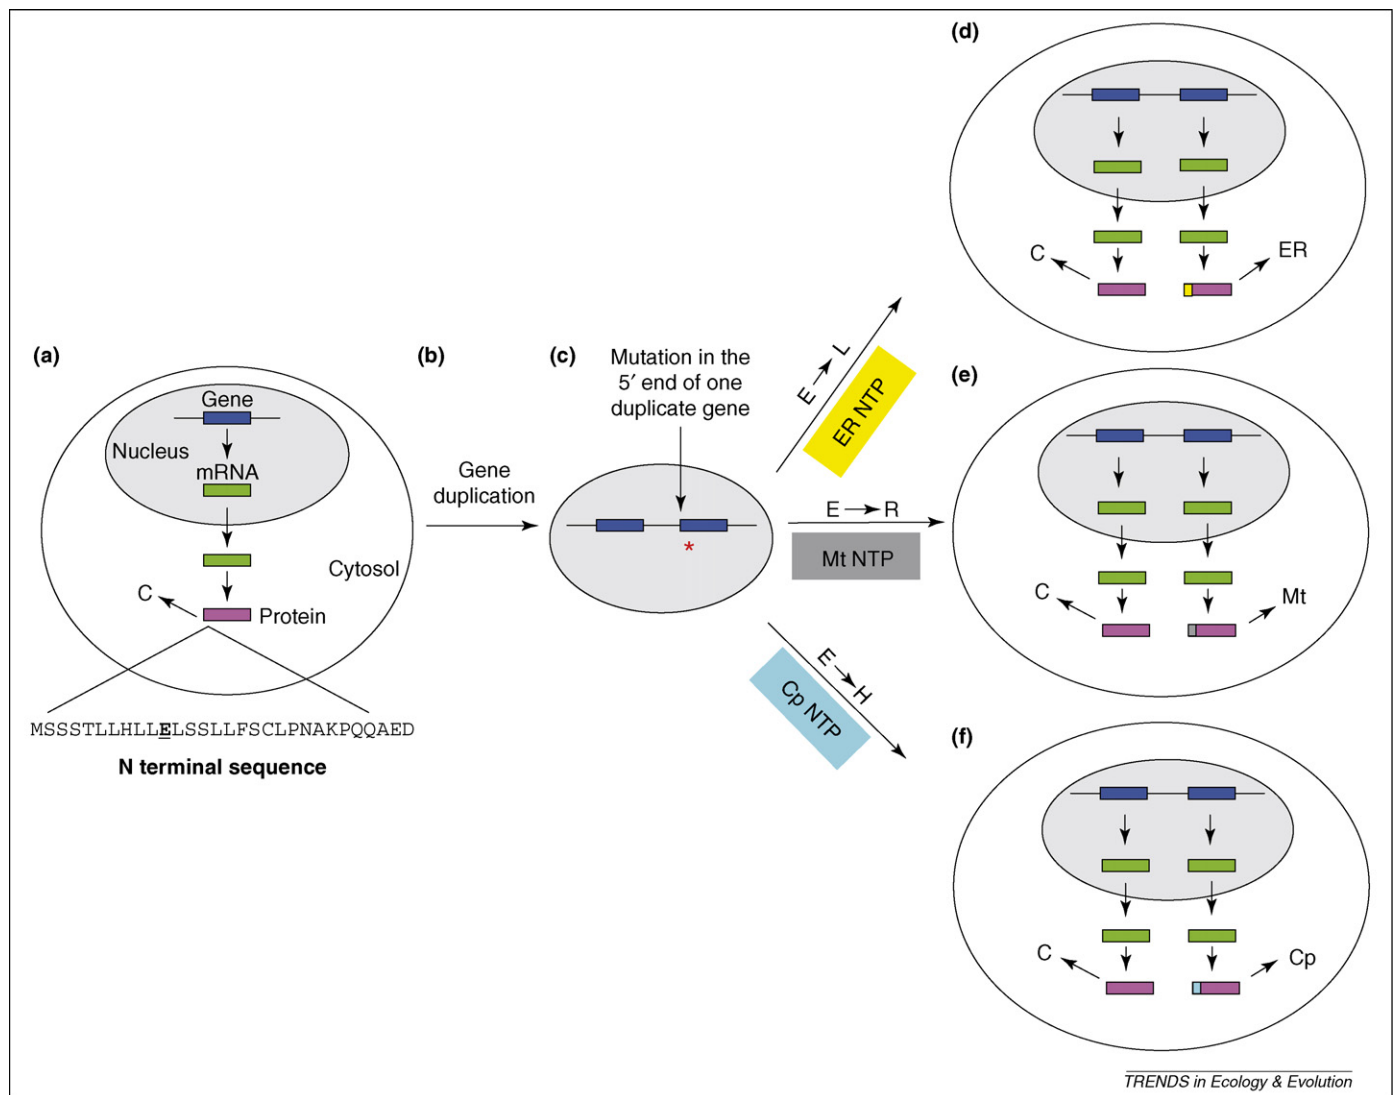 (a)
Gene
Nucleus
mRNA
Cytosol
C
Protein
MSSSTLLHLLELSSLLFSCLPNAKPQQAED
N terminal sequence
(b)
Gene
duplication
(c)
Mutation in the
5′ end of one
duplicate gene
*
E → L
ER NTP
E → R
Mt NTP
E → H
Cp NTP
(d)
C
ER
(e)
C
Mt
(f)
C
Cp
TRENDS in Ecology & Evolution